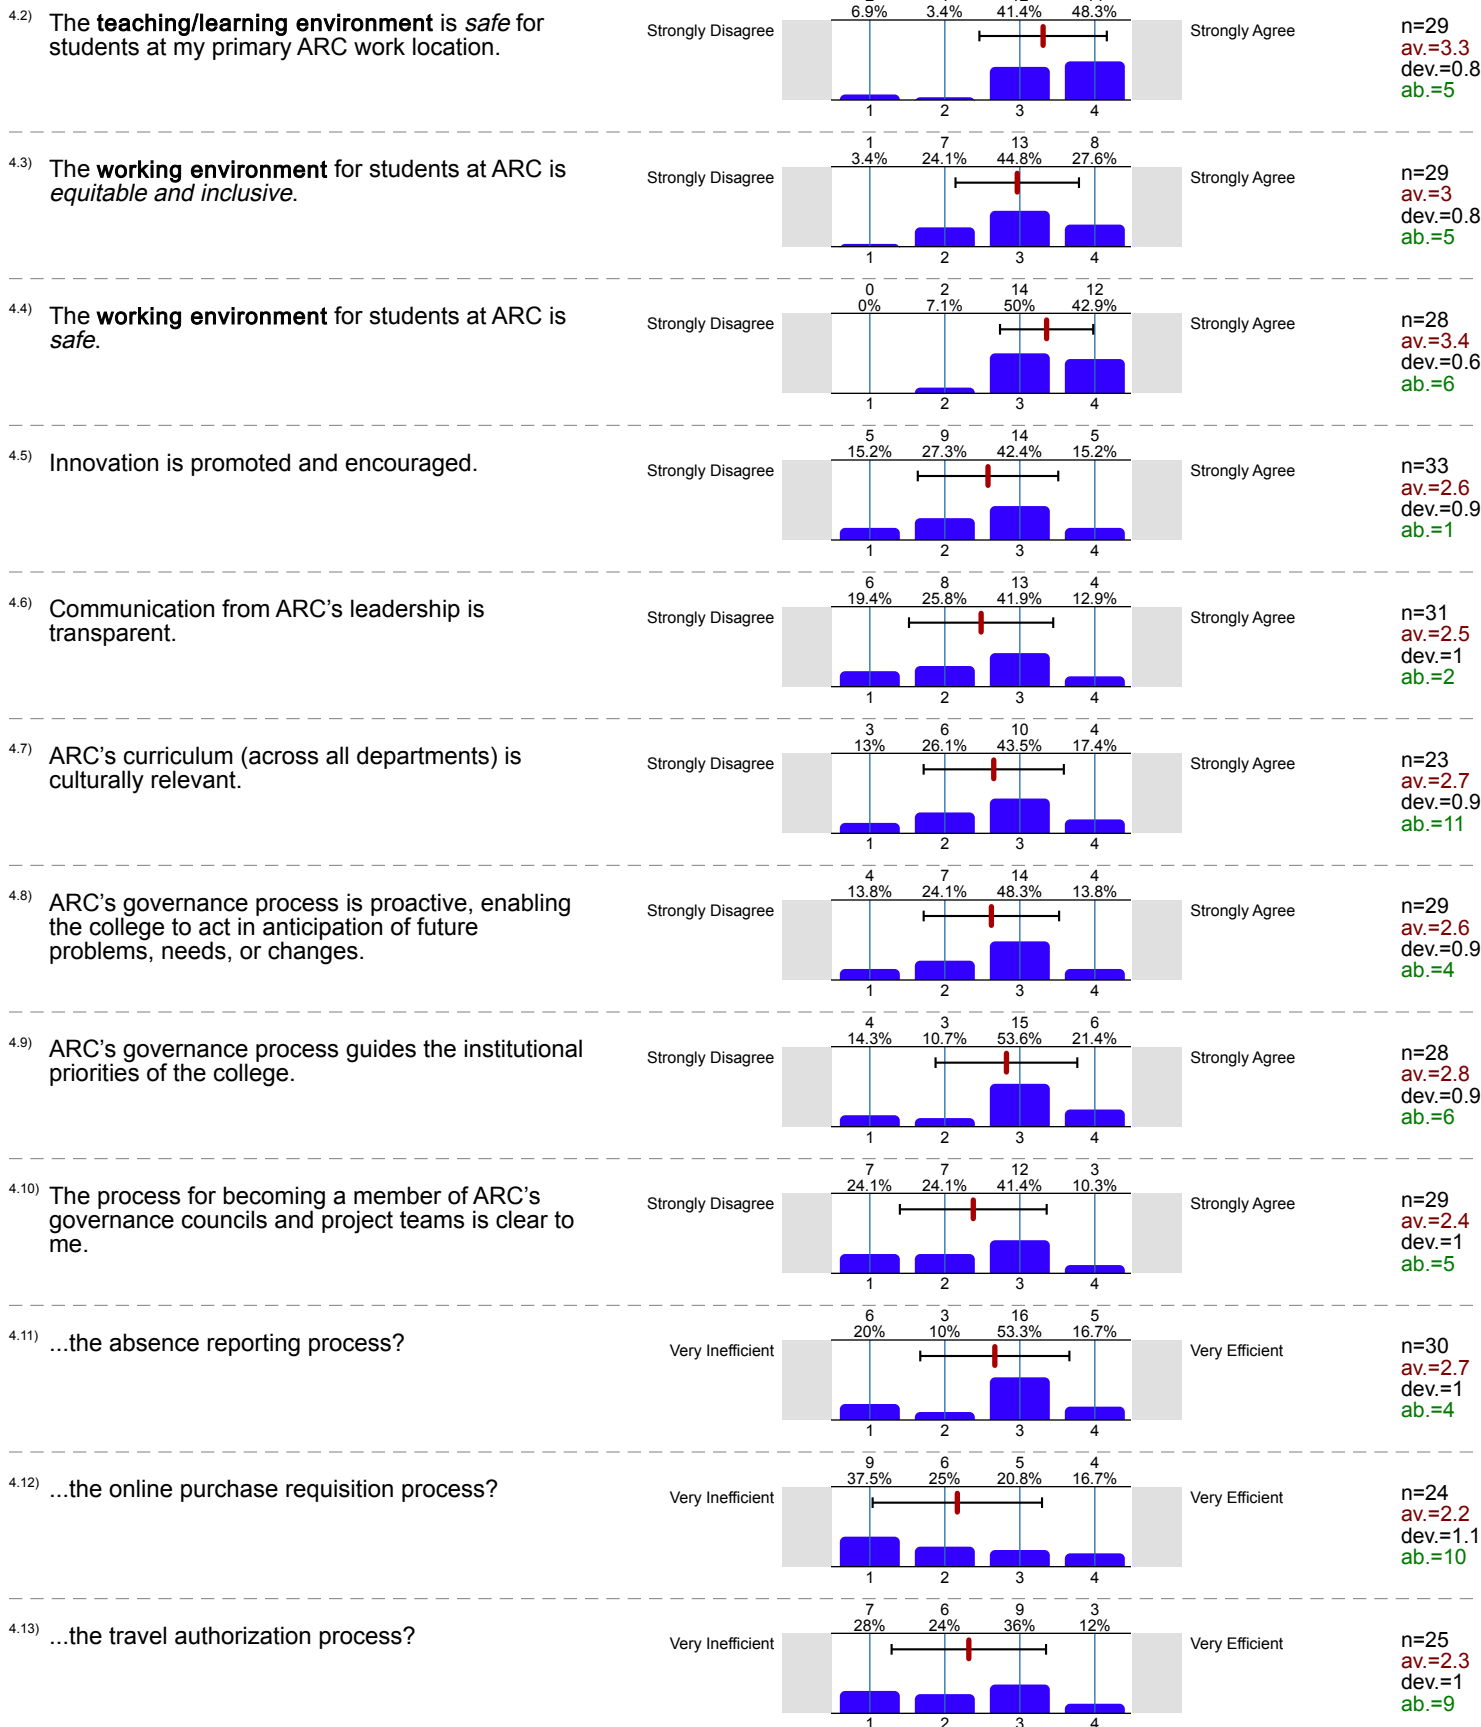 4.2) The teaching/learning environment is safe for
students at my primary ARC work location.
Strongly Disagree
6.9% 3.4% 41.4% 48.3%
1 2 3 4
Strongly Agree
n=29
av.=3.3
dev.=0.8
ab.=5
4.3) The working environment for students at ARC is
equitable and inclusive.
Strongly Disagree
1 7 13 8
3.4% 24.1% 44.8% 27.6%
1 2 3 4
Strongly Agree
n=29
av.=3
dev.=0.8
ab.=5
4.4) The working environment for students at ARC is
safe.
Strongly Disagree
0 2 14 12
0% 7.1% 50% 42.9%
1 2 3 4
Strongly Agree
n=28
av.=3.4
dev.=0.6
ab.=6
4.5) Innovation is promoted and encouraged.
Strongly Disagree
5 9 14 5
15.2% 27.3% 42.4% 15.2%
1 2 3 4
Strongly Agree
n=33
av.=2.6
dev.=0.9
ab.=1
4.6) Communication from ARC's leadership is
transparent.
Strongly Disagree
6 8 13 4
19.4% 25.8% 41.9% 12.9%
1 2 3 4
Strongly Agree
n=31
av.=2.5
dev.=1
ab.=2
4.7) ARC's curriculum (across all departments) is
culturally relevant.
Strongly Disagree
3 6 10 4
13% 26.1% 43.5% 17.4%
1 2 3 4
Strongly Agree
n=23
av.=2.7
dev.=0.9
ab.=11
4.8) ARC's governance process is proactive, enabling
the college to act in anticipation of future
problems, needs, or changes.
Strongly Disagree
4 7 14 4
13.8% 24.1% 48.3% 13.8%
1 2 3 4
Strongly Agree
n=29
av.=2.6
dev.=0.9
ab.=4
4.9) ARC's governance process guides the institutional
priorities of the college.
Strongly Disagree
4 3 15 6
14.3% 10.7% 53.6% 21.4%
1 2 3 4
Strongly Agree
n=28
av.=2.8
dev.=0.9
ab.=6
4.10) The process for becoming a member of ARC's
governance councils and project teams is clear to
me.
Strongly Disagree
7 7 12 3
24.1% 24.1% 41.4% 10.3%
1 2 3 4
Strongly Agree
n=29
av.=2.4
dev.=1
ab.=5
4.11) ...the absence reporting process?
Very Inefficient
6 3 16 5
20% 10% 53.3% 16.7%
1 2 3 4
Very Efficient
n=30
av.=2.7
dev.=1
ab.=4
4.12) ...the online purchase requisition process?
Very Inefficient
9 6 5 4
37.5% 25% 20.8% 16.7%
1 2 3 4
Very Efficient
n=24
av.=2.2
dev.=1.1
ab.=10
4.13) ...the travel authorization process?
Very Inefficient
7 6 9 3
28% 24% 36% 12%
1 2 3 4
Very Efficient
n=25
av.=2.3
dev.=1
ab.=9